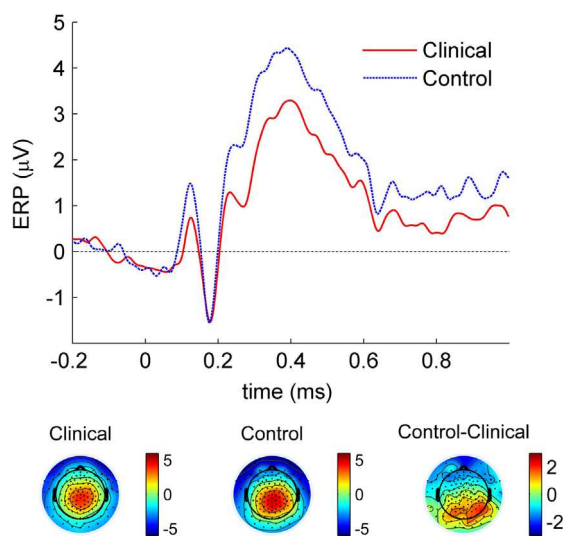 5
4
3
2
1
0
-1
ERP (μV)
Clinical
Control
-0.2 0 0.2 0.4 0.6 0.8
time (ms)
Clinical Control Control-Clinical
5 5 2
0 0 0
-5 -5 -2